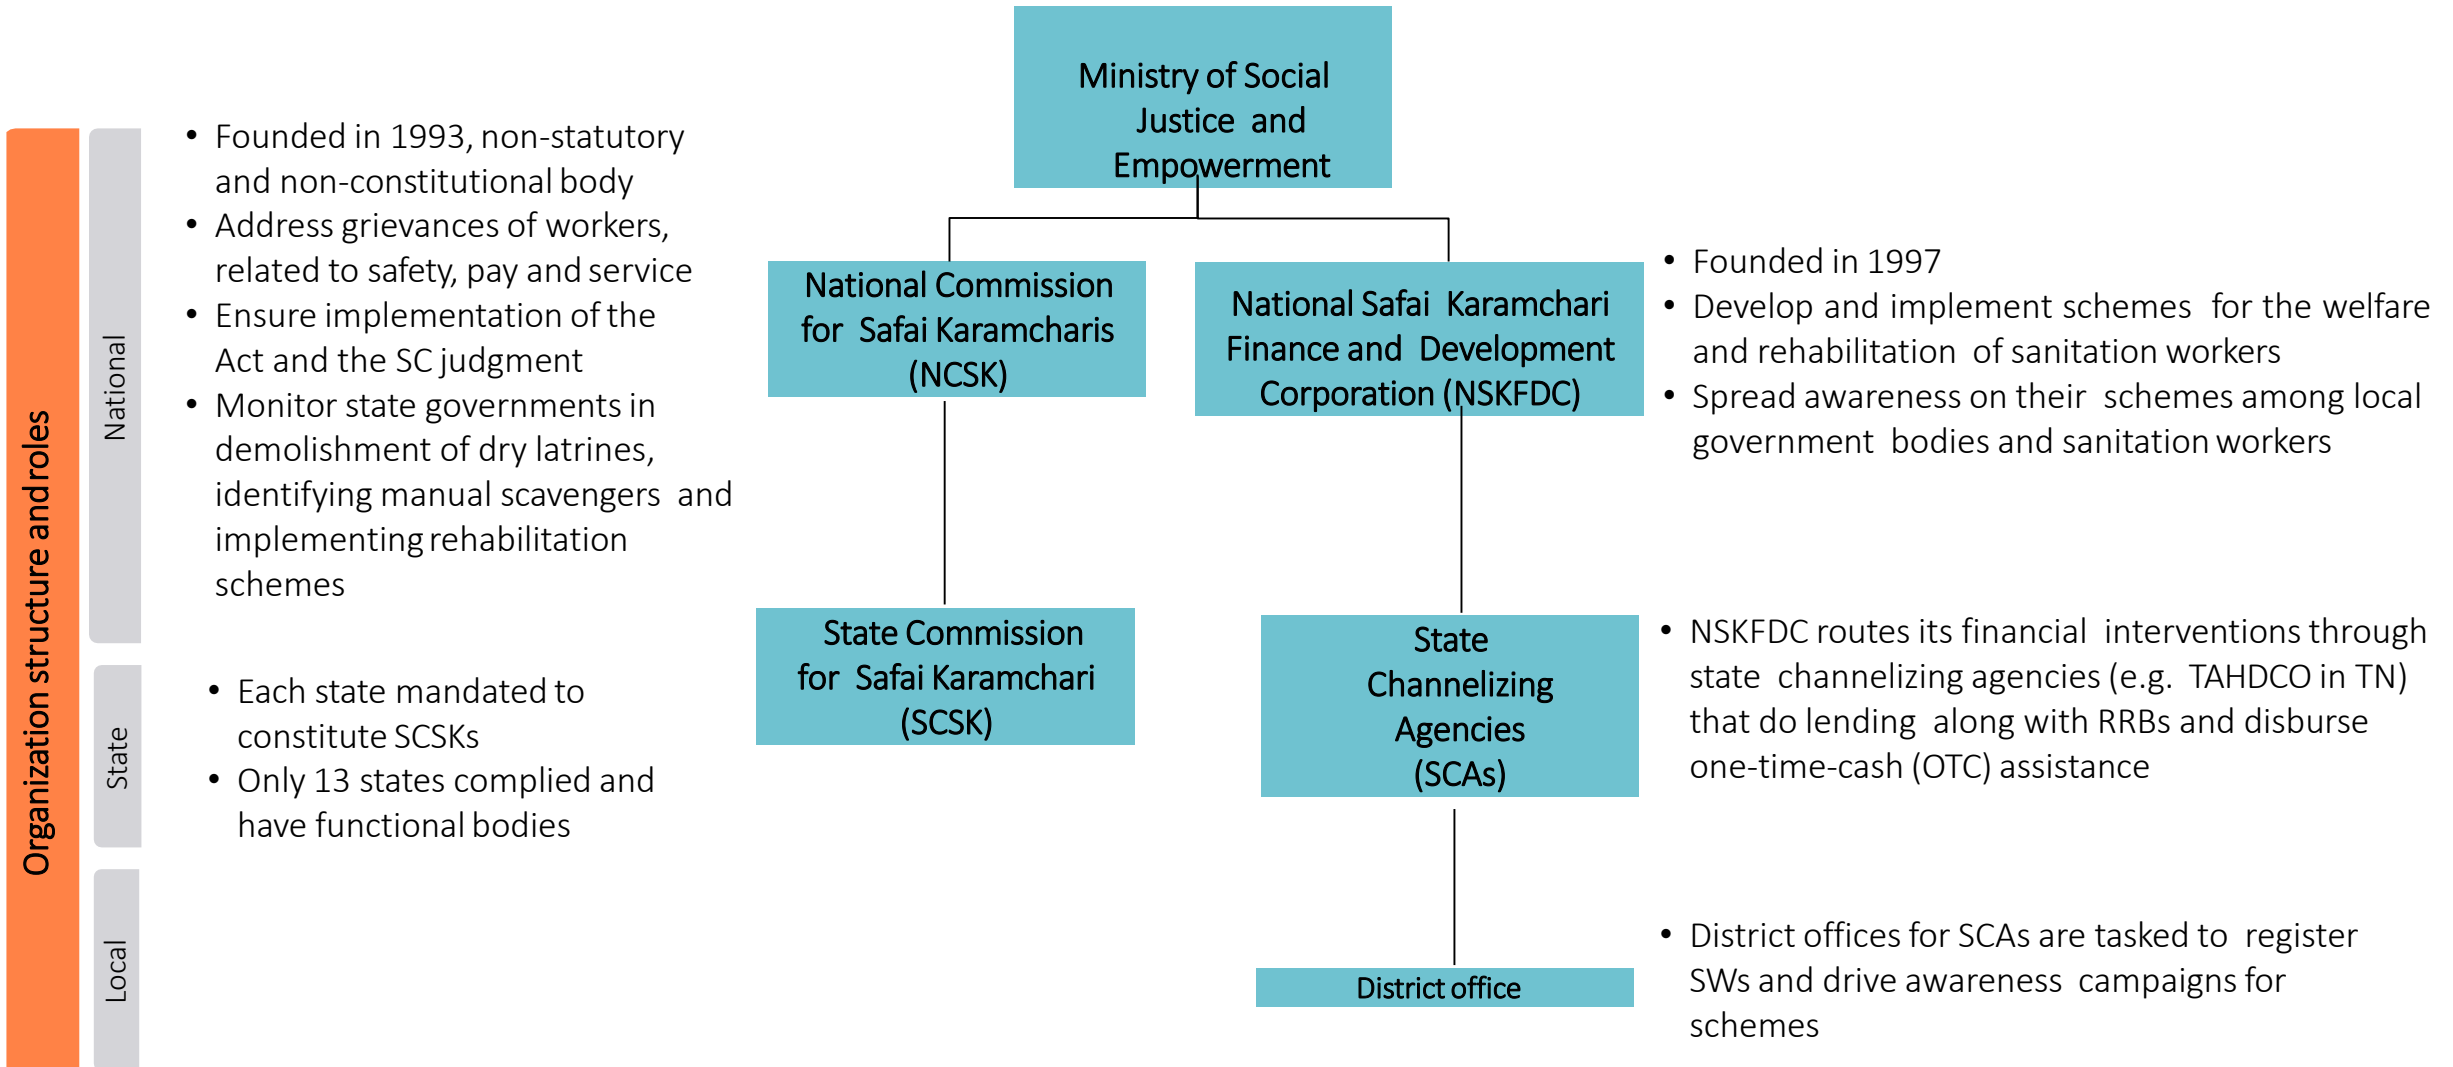 Ministry of Social
Justice and
Empowerment
Organization structure and roles
National
• Founded in 1993, non-statutory
and non-constitutional body
• Address grievances of workers,
related to safety, pay and service
• Ensure implementation of the
Act and the SC judgment
• Monitor state governments in
demolishment of dry latrines,
identifying manual scavengers and
implementing rehabilitation
schemes
National Commission
for Safai Karamcharis
(NCSK)
National Safai Karamchari
Finance and Development
Corporation (NSKFDC)
• Founded in 1997
• Develop and implement schemes for the welfare
and rehabilitation of sanitation workers
• Spread awareness on their schemes among local
government bodies and sanitation workers
State
• Each state mandated to
constitute SCSKs
• Only 13 states complied and
have functional bodies
State Commission
for Safai Karamchari
(SCSK)
State
Channelizing
Agencies
(SCAs)
• NSKFDC routes its financial interventions through
state channelizing agencies (e.g. TAHDCO in TN)
that do lending along with RRBs and disburse
one-time-cash (OTC) assistance
Local
District office
• District offices for SCAs are tasked to register
SWs and drive awareness campaigns for
schemes